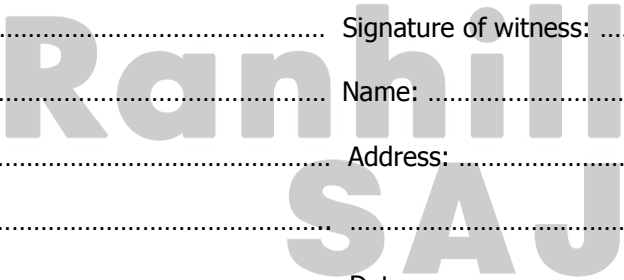 ........................................ Signature of witness: ....
........................................ Name: ............................
........................................ Address: ........................
........................................ ....................................
Ranhill
SAJ